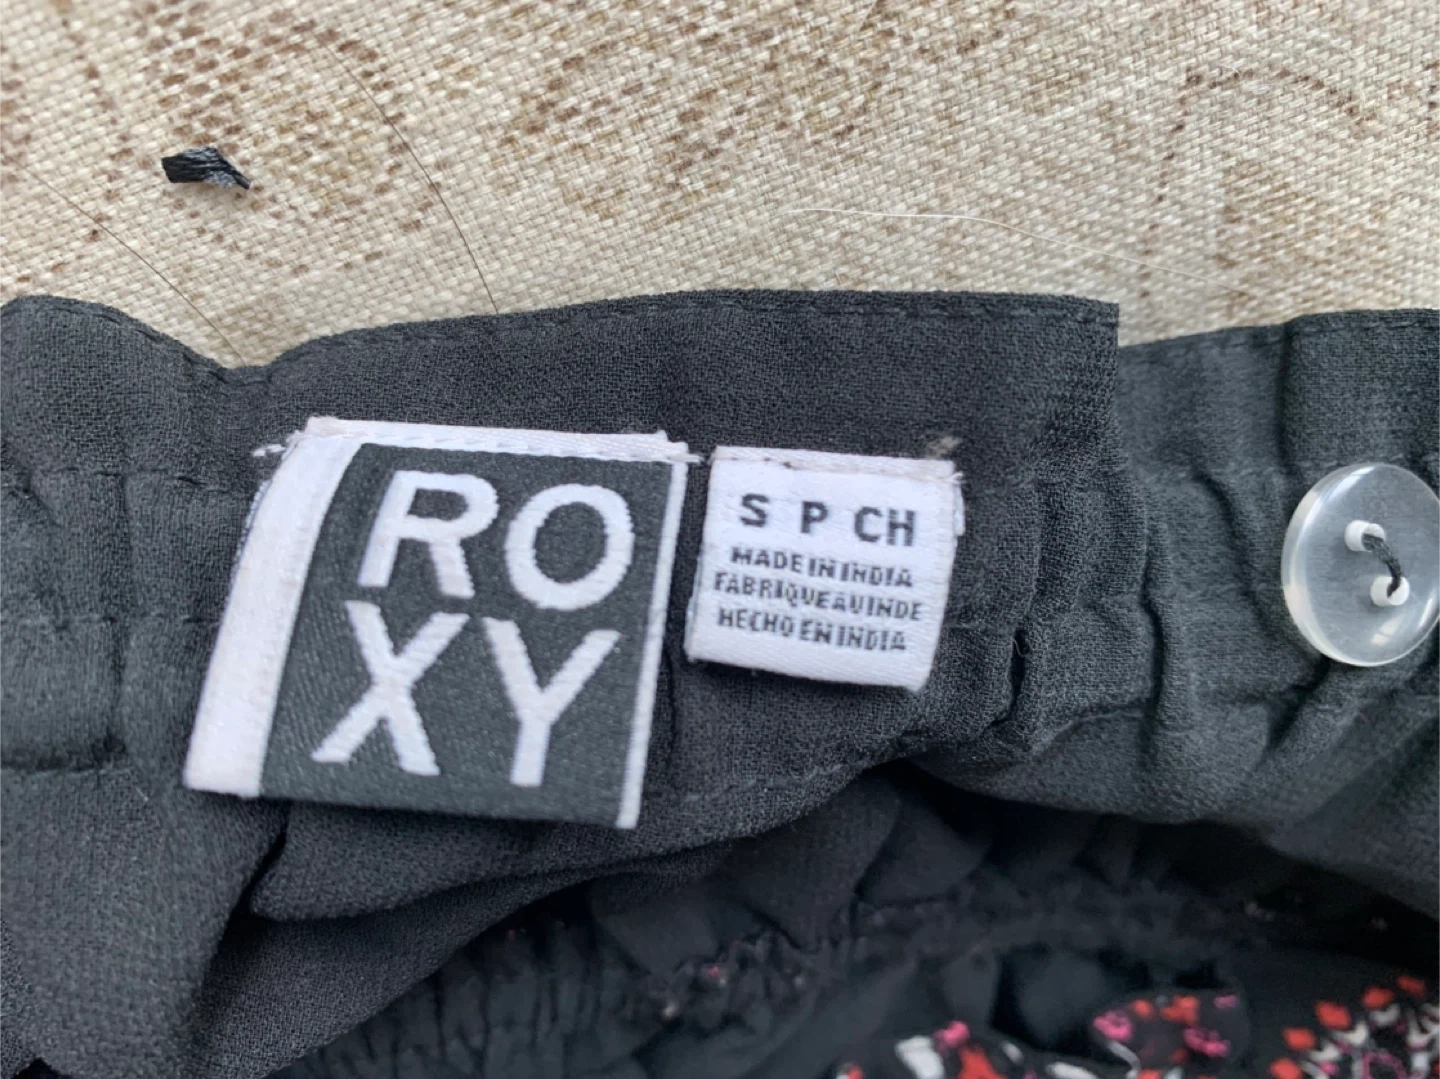 RO
XY
S P CH
MADE IN INDIA
FABRIQUE AU INDE
HECHO EN INDIA